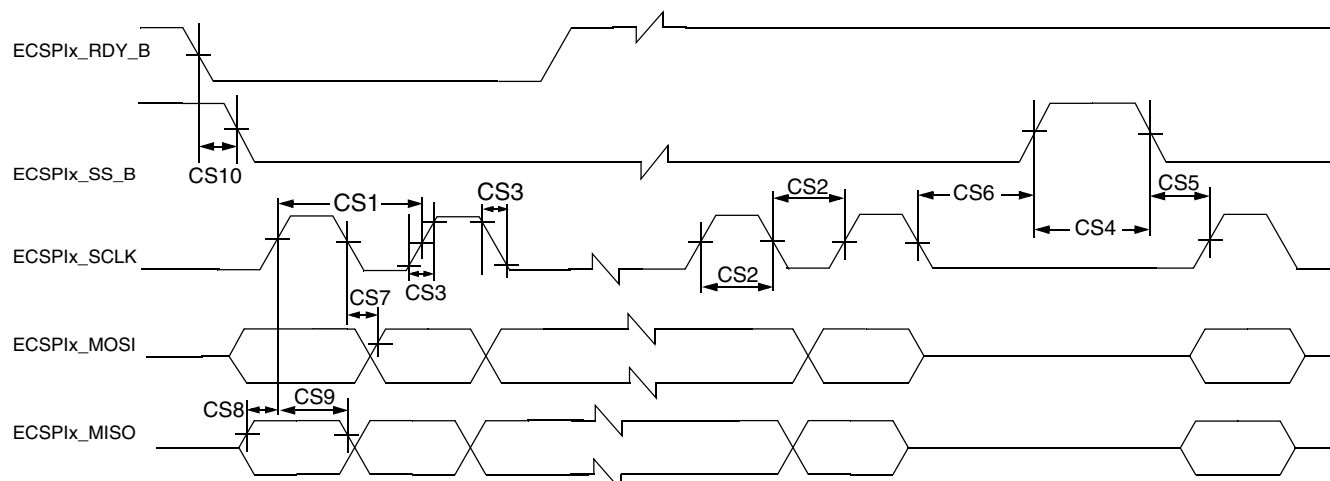 ECSPIx_RDY_B
CS10
ECSPIx_SS_B
CS1
CS3
CS2
CS6
CS5
CS4
ECSPIx_SCLK
CS3
CS2
CS7
ECSPIx_MOSI
CS8
CS9
ECSPIx_MISO